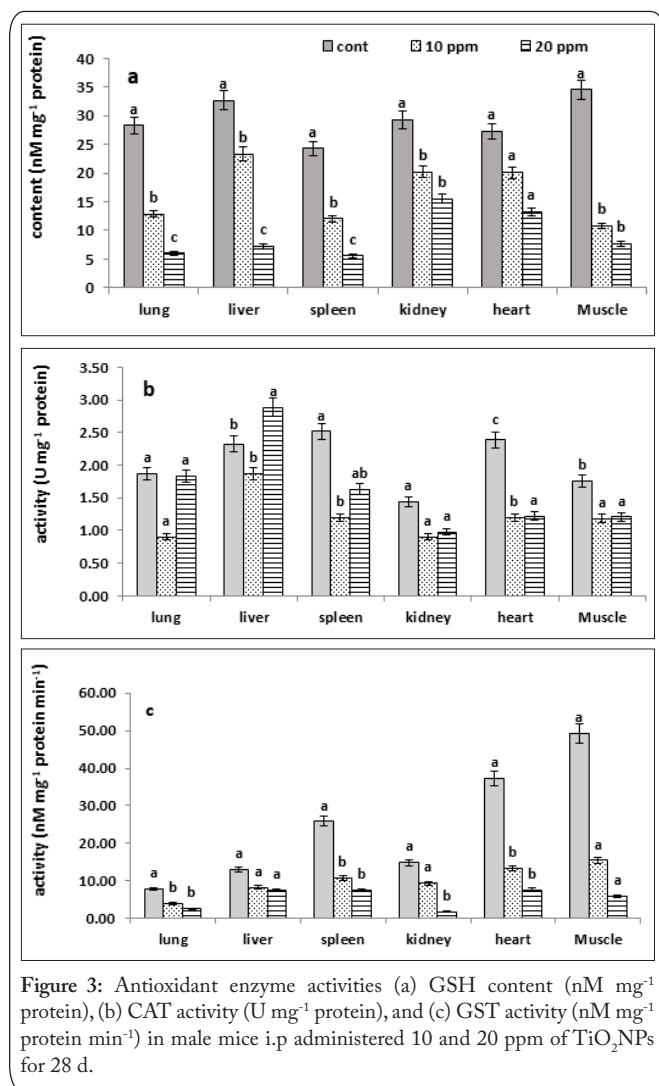 cont 10 ppm 20 ppm
a
content (nM mg⁻¹ protein)
40
35
30
25
20
15
10
5
0
a b c
a b c
a b c
a b b
a a a
a b b
lung liver spleen kidney heart Muscle
b
activity (U mg⁻¹ protein)
3.50
3.00
2.50
2.00
1.50
1.00
0.50
0.00
a a a
b b a
a b ab
a a a
c b a
b a a
lung liver spleen kidney heart Muscle
c
activity (nM mg⁻¹ protein min⁻¹)
60.00
50.00
40.00
30.00
20.00
10.00
0.00
a b b
a a a
a b b
a a b
a b b
a a a
lung liver spleen kidney heart Muscle
Figure 3: Antioxidant enzyme activities (a) GSH content (nM mg⁻¹
protein), (b) CAT activity (U mg⁻¹ protein), and (c) GST activity (nM mg⁻¹
protein min⁻¹) in male mice i.p administered 10 and 20 ppm of TiO₂NPs
for 28 d.